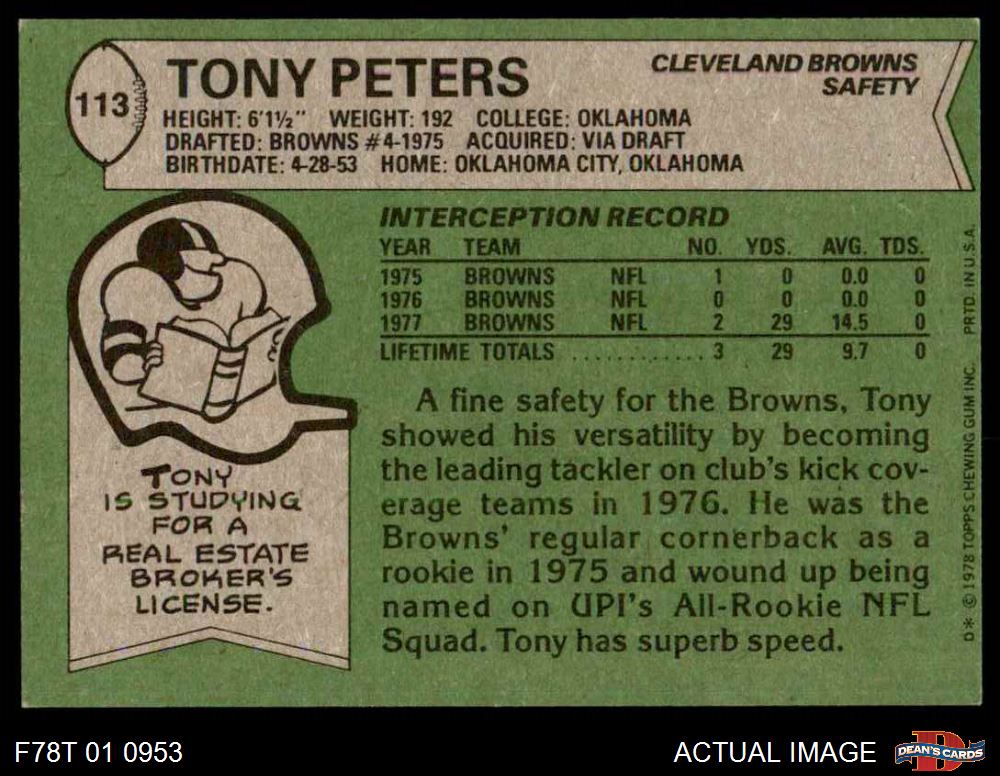 113
TONY PETERS
CLEVELAND BROWNS
SAFETY
HEIGHT: 6'1½" WEIGHT: 192 COLLEGE: OKLAHOMA
DRAFTED: BROWNS #4-1975 ACQUIRED: VIA DRAFT
BIRTHDATE: 4-28-53 HOME: OKLAHOMA CITY, OKLAHOMA
INTERCEPTION RECORD
YEAR TEAM NO. YDS. AVG. TDS.
1975 BROWNS NFL 1 0 0.0 0
1976 BROWNS NFL 0 0 0.0 0
1977 BROWNS NFL 2 29 14.5 0
LIFETIME TOTALS ............ 3 29 9.7 0
A fine safety for the Browns, Tony
showed his versatility by becoming
the leading tackler on club's kick cov-
erage teams in 1976. He was the
Browns' regular cornerback as a
rookie in 1975 and wound up being
named on UPI's All-Rookie NFL
Squad. Tony has superb speed.
TONY
IS STUDYING
FOR A
REAL ESTATE
BROKER'S
LICENSE.
D* © 1978 TOPPS CHEWING GUM INC. PRTD. IN U.S.A.
F78T 01 0953
ACTUAL IMAGE
D
DEAN'S CARDS